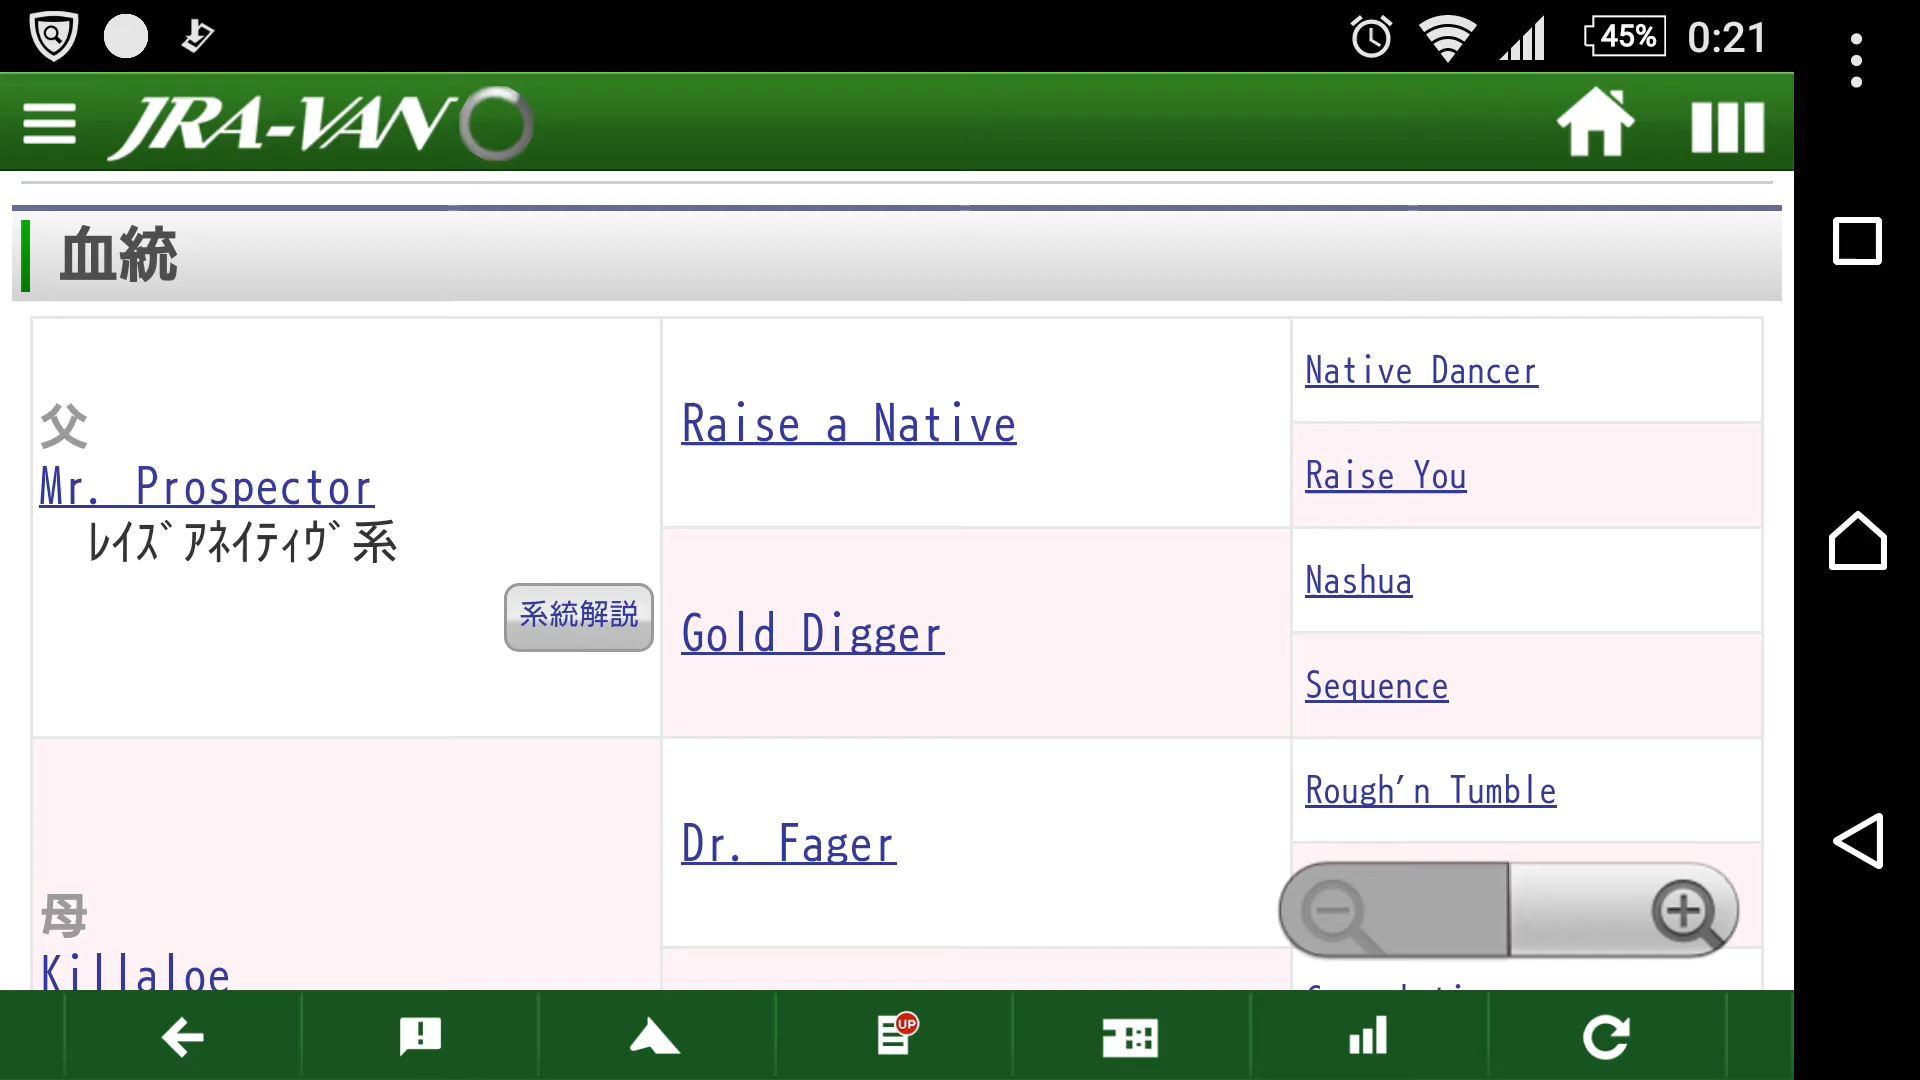 45% 0:21
JRA-VAN
血統
父
Mr. Prospector
ﾚｲｽﾞｱﾈｲﾃｨｳﾞ系
系統解説
Raise a Native
Gold Digger
Native Dancer
Raise You
Nashua
Sequence
母
Killaloe
Dr. Fager
Rough'n Tumble
UP